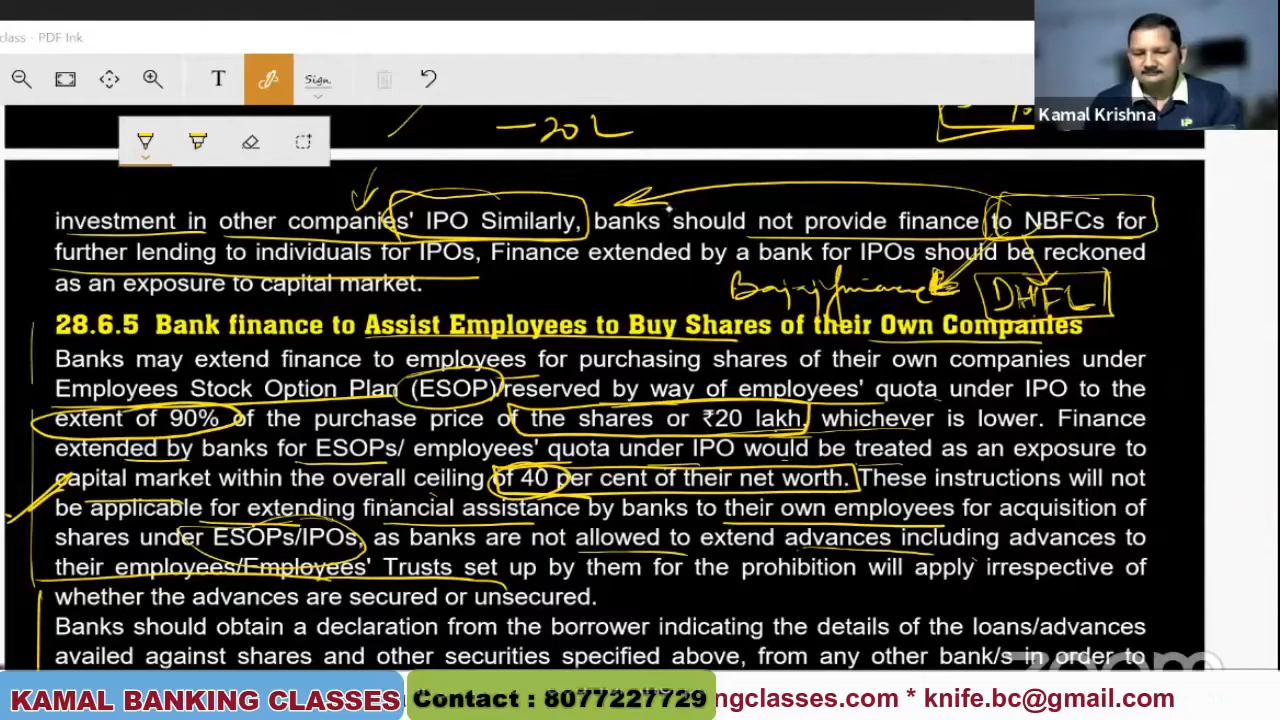 class - PDF Ink
T
Sign
Kamal Krishna
-20 L
investment in other companies' IPO Similarly, banks should not provide finance to NBFCs for
further lending to individuals for IPOs, Finance extended by a bank for IPOs should be reckoned
as an exposure to capital market.
Bajaj finance
DHFL
28.6.5 Bank finance to Assist Employees to Buy Shares of their Own Companies
Banks may extend finance to employees for purchasing shares of their own companies under
Employees Stock Option Plan (ESOP)/reserved by way of employees' quota under IPO to the
extent of 90% of the purchase price of the shares or ₹20 lakh, whichever is lower. Finance
extended by banks for ESOPs/ employees' quota under IPO would be treated as an exposure to
capital market within the overall ceiling of 40 per cent of their net worth. These instructions will not
be applicable for extending financial assistance by banks to their own employees for acquisition of
shares under ESOPs/IPOs, as banks are not allowed to extend advances including advances to
their employees/Employees' Trusts set up by them for the prohibition will apply irrespective of
whether the advances are secured or unsecured.
Banks should obtain a declaration from the borrower indicating the details of the loans/advances
availed against shares and other securities specified above, from any other bank/s in order to
zoom
KAMAL BANKING CLASSES
Contact : 8077227729
ngclasses.com * knife.bc@gmail.com